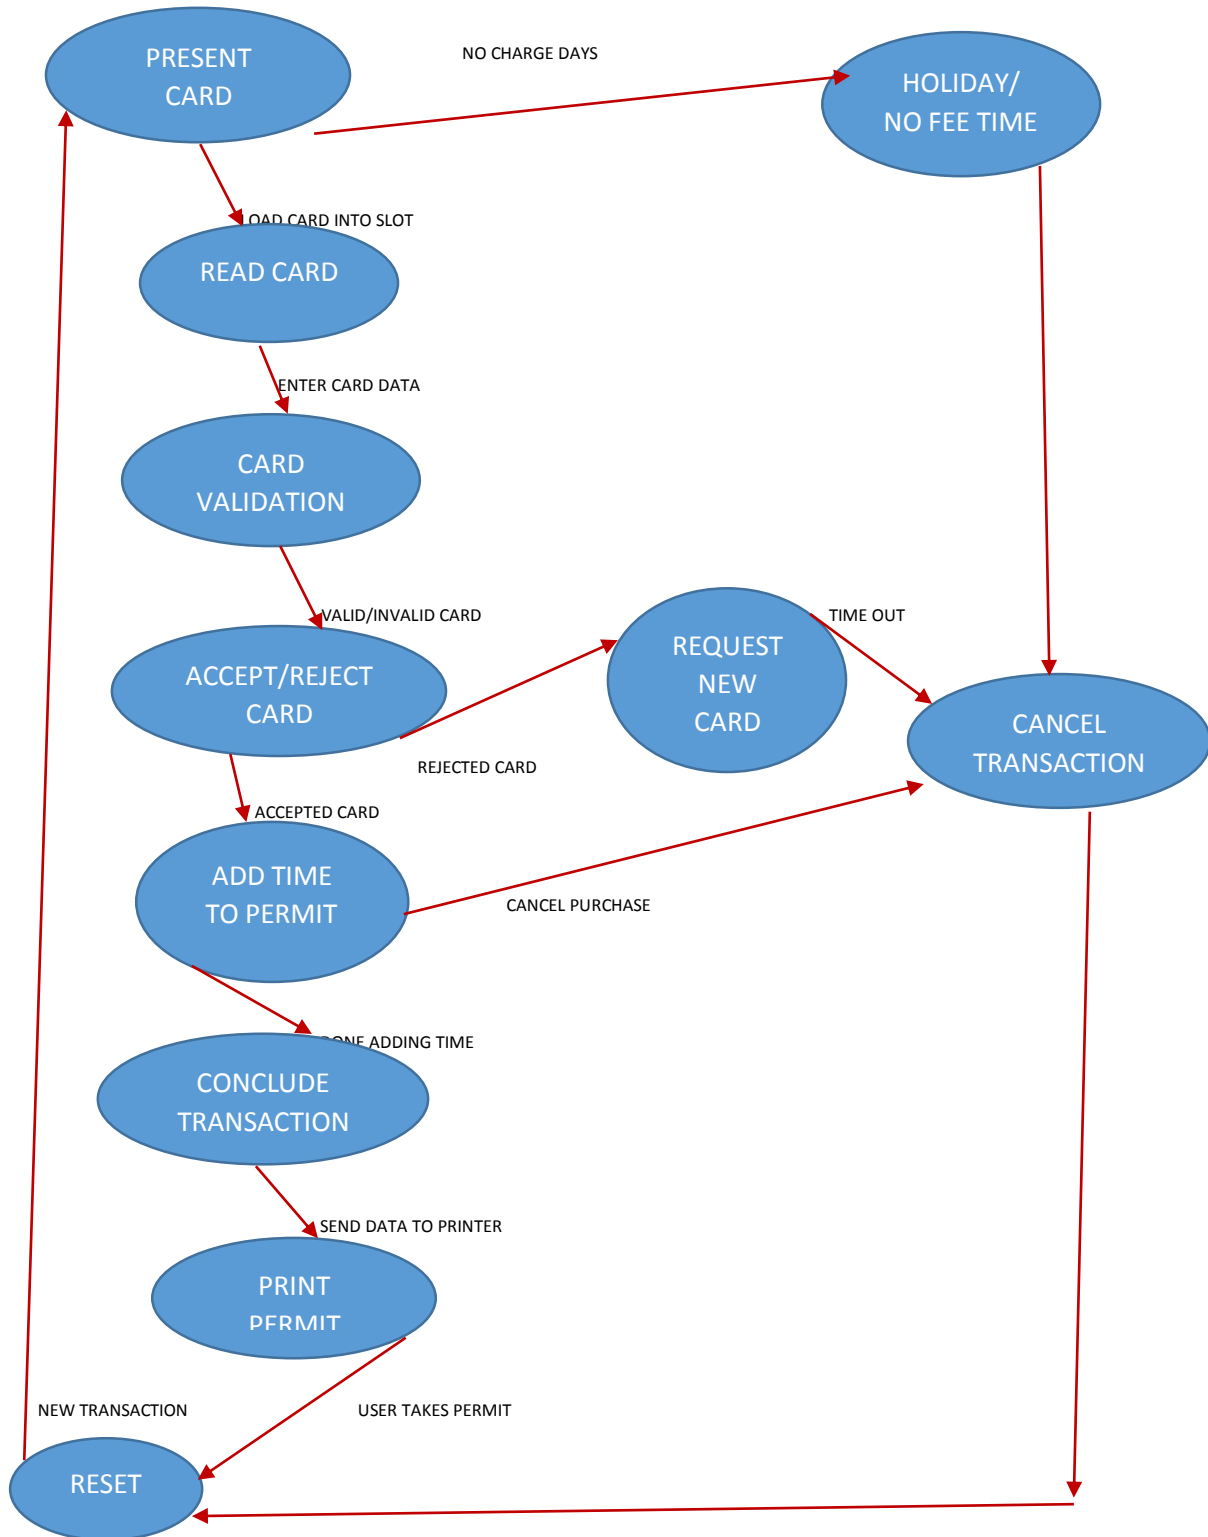 PRESENT
CARD
NO CHARGE DAYS
HOLIDAY/
NO FEE TIME
LOAD CARD INTO SLOT
READ CARD
ENTER CARD DATA
CARD
VALIDATION
VALID/INVALID CARD
ACCEPT/REJECT
CARD
REQUEST
NEW
CARD
TIME OUT
CANCEL
TRANSACTION
REJECTED CARD
ACCEPTED CARD
ADD TIME
TO PERMIT
CANCEL PURCHASE
DONE ADDING TIME
CONCLUDE
TRANSACTION
SEND DATA TO PRINTER
PRINT
PERMIT
NEW TRANSACTION
USER TAKES PERMIT
RESET